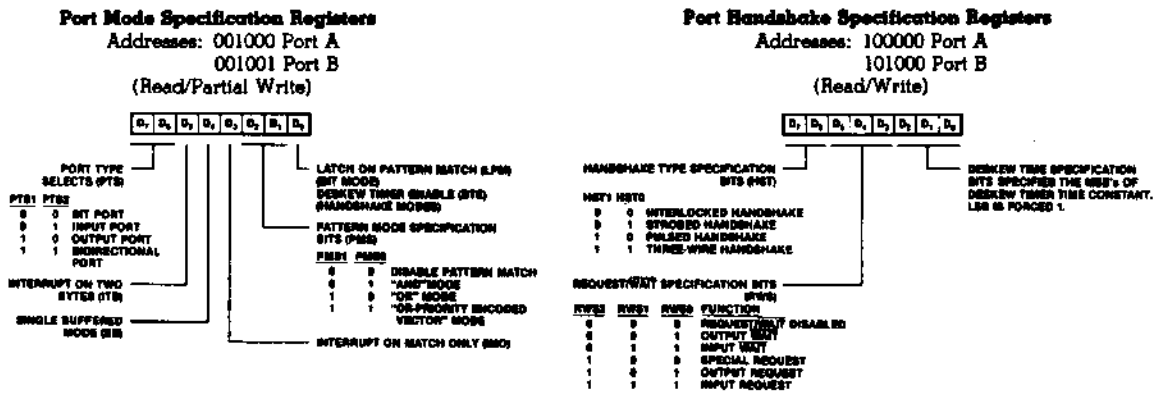 Port Mode Specification Registers
Addresses: 001000 Port A
001001 Port B
(Read/Partial Write)
D7 D6 D5 D4 D3 D2 D1 D0
PORT TYPE
SELECTS (PTS)
PTS1 PTS2
0 0 BIT PORT
0 1 INPUT PORT
1 0 OUTPUT PORT
1 1 BIDIRECTIONAL
PORT
INTERRUPT ON TWO
BYTES (ITB)
SINGLE BUFFERED
MODE (SB)
LATCH ON PATTERN MATCH (LPM)
(BIT MODE)
DESKEW TIMER ENABLE (DTE)
(HANDSHAKE MODES)
PATTERN MODE SPECIFICATION
BITS (PMS)
PMS1 PMS0
0 0 DISABLE PATTERN MATCH
0 1 "AND" MODE
1 0 "OR" MODE
1 1 "OR-PRIORITY ENCODED
VECTOR" MODE
INTERRUPT ON MATCH ONLY (IMO)
Port Handshake Specification Registers
Addresses: 100000 Port A
101000 Port B
(Read/Write)
D7 D6 D5 D4 D3 D2 D1 D0
HANDSHAKE TYPE SPECIFICATION
BITS (HST)
HST1 HST0
0 0 INTERLOCKED HANDSHAKE
0 1 STROBED HANDSHAKE
1 0 PULSED HANDSHAKE
1 1 THREE-WIRE HANDSHAKE
REQUEST/WAIT SPECIFICATION BITS
(RWS)
RWS2 RWS1 RWS0 FUNCTION
0 0 0 REQUEST/WAIT DISABLED
0 0 1 OUTPUT WAIT
0 1 1 INPUT WAIT
1 0 0 SPECIAL REQUEST
1 0 1 OUTPUT REQUEST
1 1 1 INPUT REQUEST
DESKEW TIME SPECIFICATION
BITS SPECIFIED THE MSB's OF
DESKEW TIMER TIME CONSTANT.
LSB IS FORCED 1.